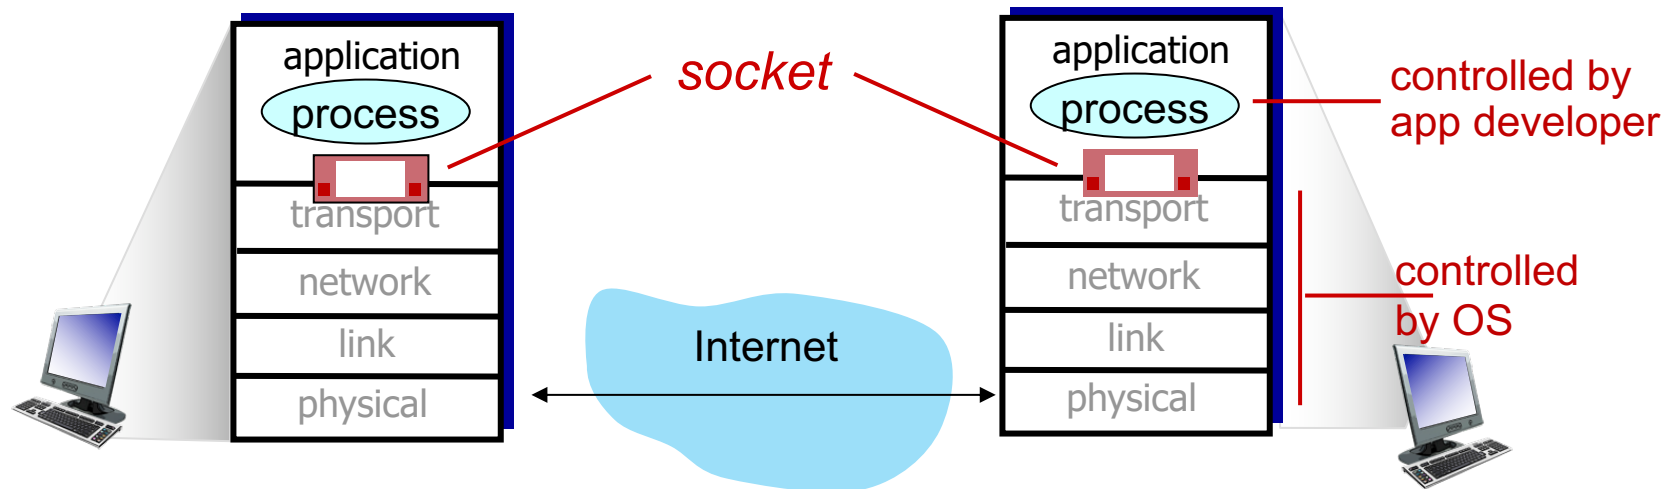 application
process
transport
network
link
physical
socket
Internet
application
process
transport
network
link
physical
controlled by
app developer
controlled
by OS